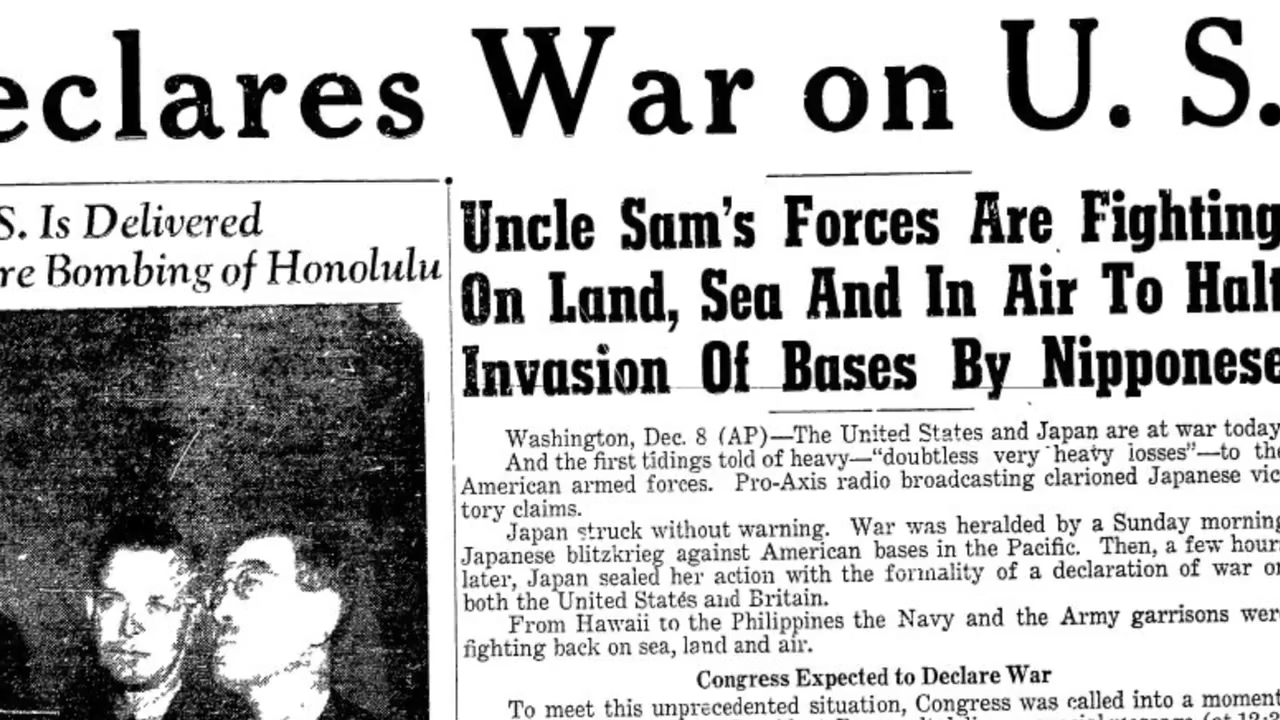 eclares War on U. S.
S. Is Delivered
re Bombing of Honolulu
Uncle Sam's Forces Are Fighting
On Land, Sea And In Air To Halt
Invasion Of Bases By Nipponese
Washington, Dec. 8 (AP)—The United States and Japan are at war today
And the first tidings told of heavy—"doubtless very heavy losses"—to the
American armed forces. Pro-Axis radio broadcasting clarioned Japanese vic
tory claims.
Japan struck without warning. War was heralded by a Sunday morning
Japanese blitzkrieg against American bases in the Pacific. Then, a few hour
later, Japan sealed her action with the formality of a declaration of war on
both the United States and Britain.
From Hawaii to the Philippines the Navy and the Army garrisons wer
fighting back on sea, land and air.
Congress Expected to Declare War
To meet this unprecedented situation, Congress was called into a moment